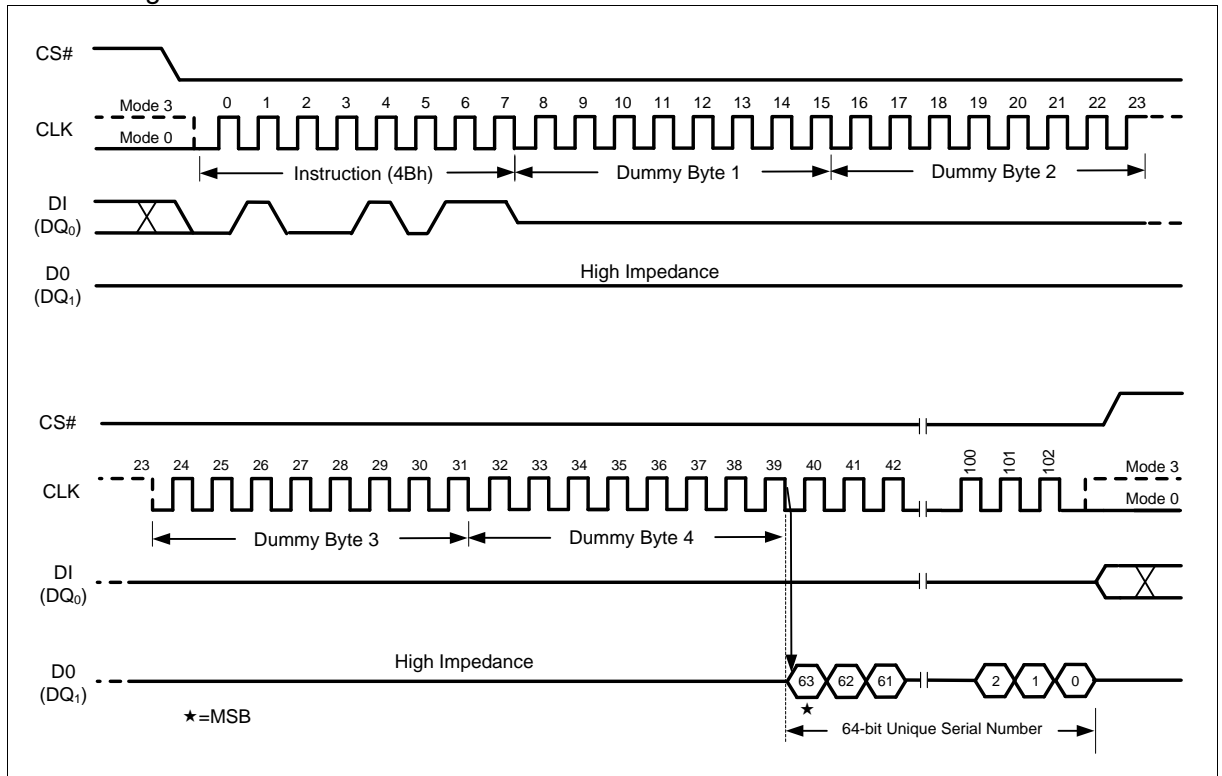 CS#
Mode 3
0 1 2 3 4 5 6 7 8 9 10 11 12 13 14 15 16 17 18 19 20 21 22 23
CLK
Mode 0
Instruction (4Bh) Dummy Byte 1 Dummy Byte 2
DI
(DQ0)
D0
(DQ1)
High Impedance
CS#
23 24 25 26 27 28 29 30 31 32 33 34 35 36 37 38 39 40 41 42 100 101 102
Mode 3
CLK
Mode 0
Dummy Byte 3 Dummy Byte 4
DI
(DQ0)
High Impedance
D0
(DQ1)
63 62 61 2 1 0
★=MSB
★
64-bit Unique Serial Number